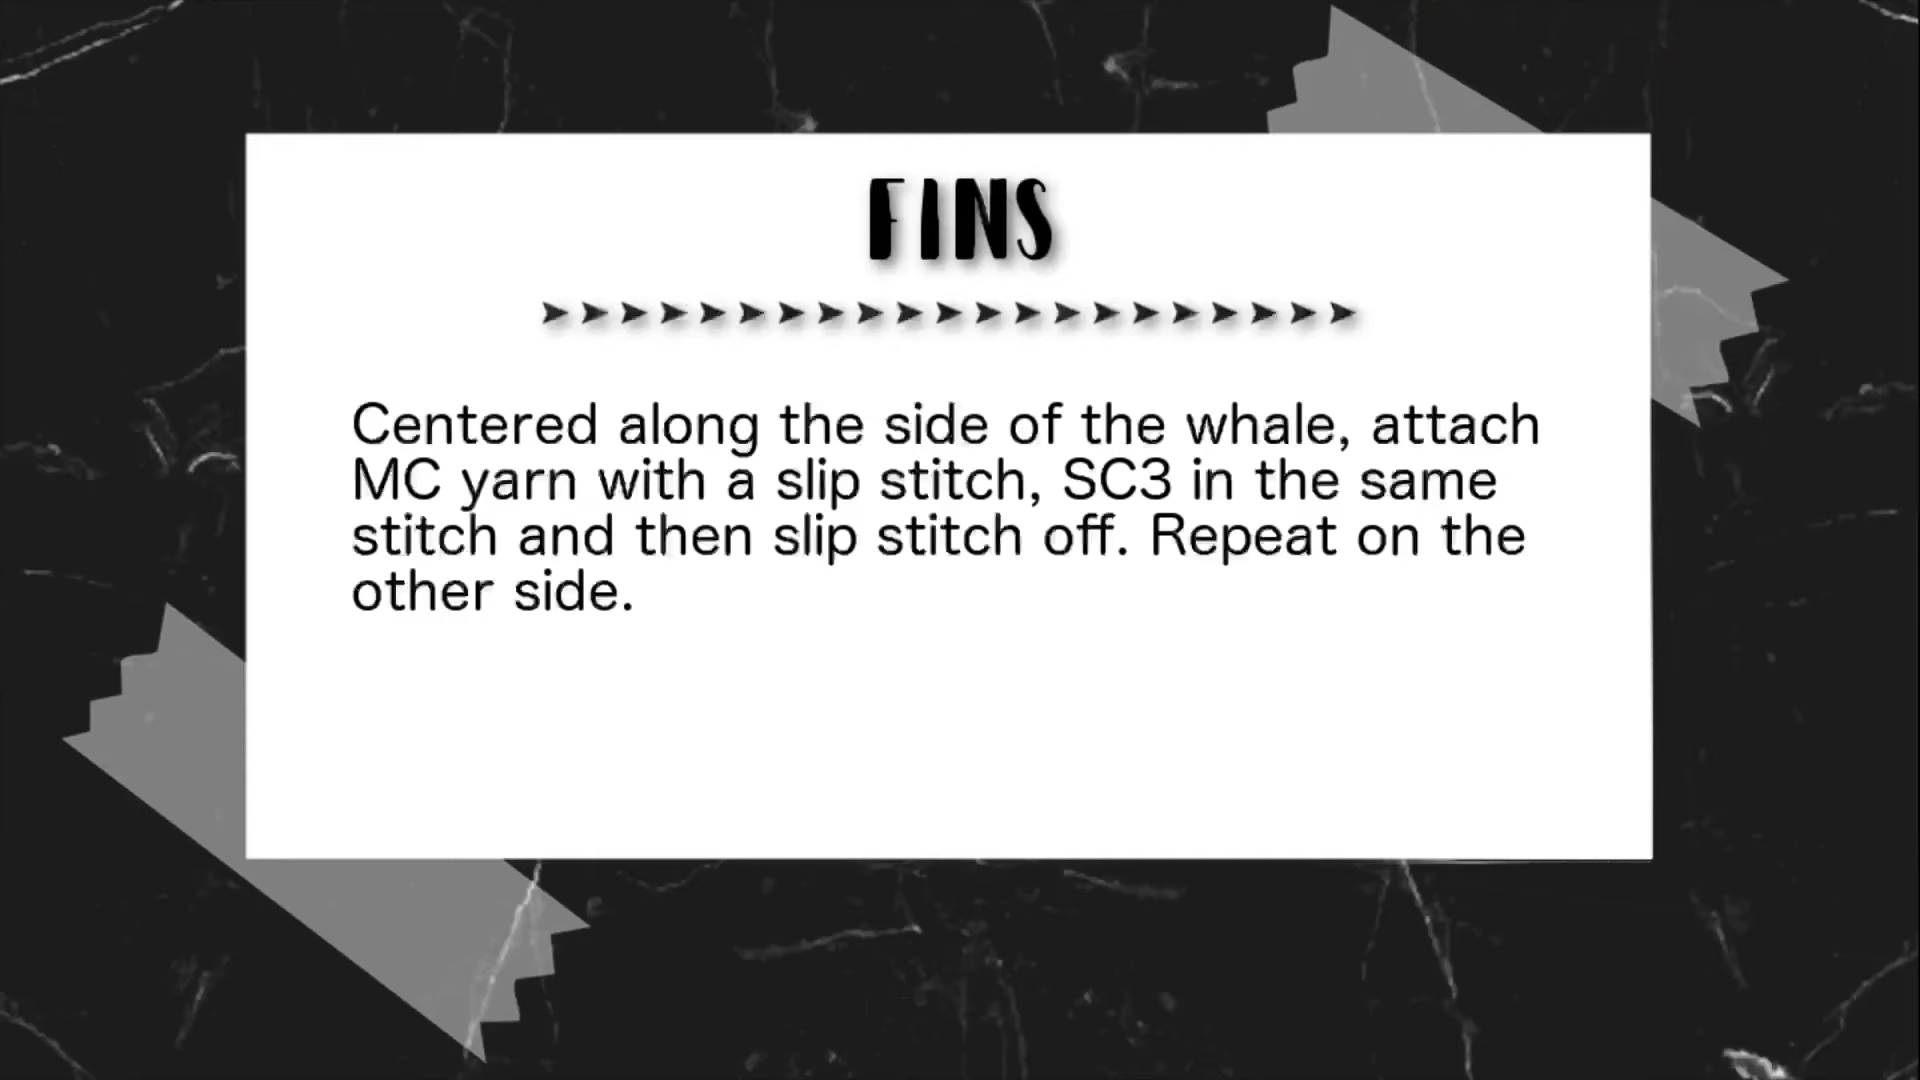 FINS
Centered along the side of the whale, attach
MC yarn with a slip stitch, SC3 in the same
stitch and then slip stitch off. Repeat on the
other side.